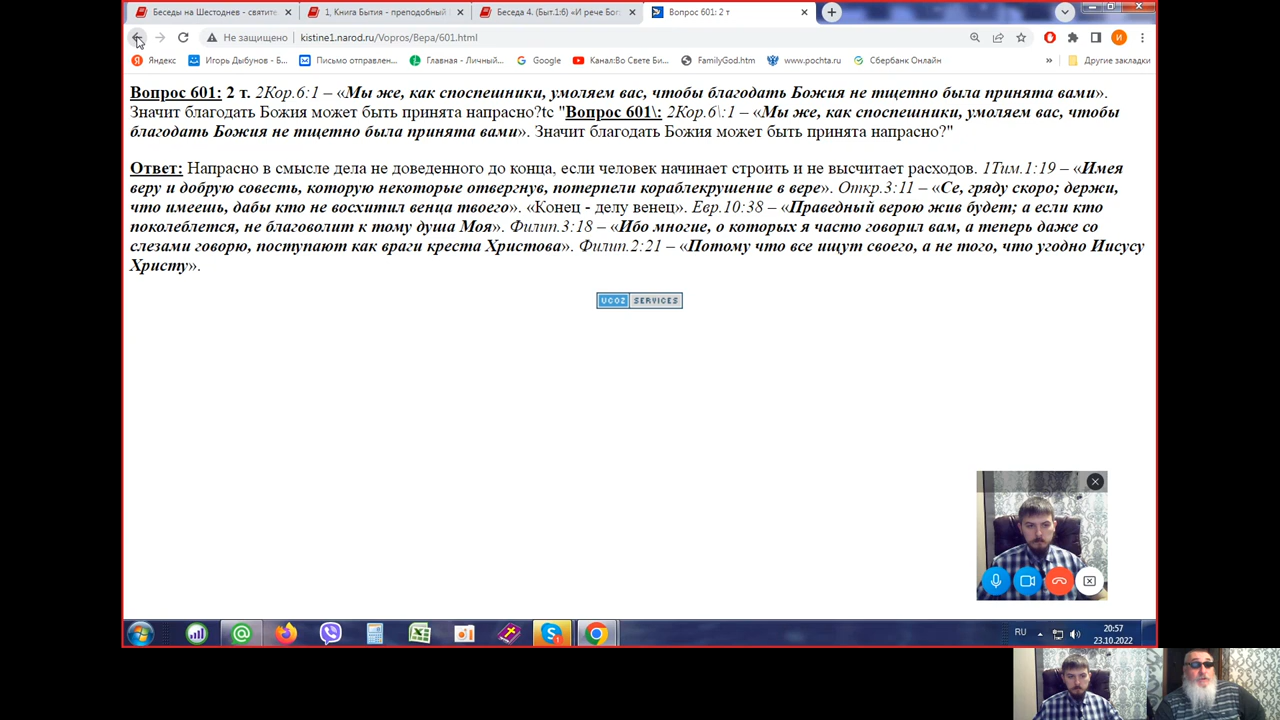 Беседы на Шестоднев - святите
1, Книга Бытия - преподобный
Беседа 4. (Быт.1:6) «И рече Бог
Вопрос 601: 2 т
Не защищено
kistine1.narod.ru/Vopros/Вера/601.html
Яндекс
Игорь Дыбунов - Б...
Письмо отправлен...
Главная - Личный...
Google
Канал:Во Свете Би...
FamilyGod.htm
www.pochta.ru
Сбербанк Онлайн
»
Другие закладки
Вопрос 601: 2 т. 2Кор.6:1 – «Мы же, как споспешники, умоляем вас, чтобы благодать Божия не тщетно была принята вами».
Значит благодать Божия может быть принята напрасно?tc "Вопрос 601\: 2Кор.6\:1 – «Мы же, как споспешники, умоляем вас, чтобы
благодать Божия не тщетно была принята вами». Значит благодать Божия может быть принята напрасно?"
Ответ: Напрасно в смысле дела не доведенного до конца, если человек начинает строить и не высчитает расходов. 1Тим.1:19 – «Имея
веру и добрую совесть, которую некоторые отвергнув, потерпели кораблекрушение в вере». Откр.3:11 – «Се, гряду скоро; держи,
что имеешь, дабы кто не восхитил венца твоего». «Конец - делу венец». Евр.10:38 – «Праведный верою жив будет; а если кто
поколеблется, не благоволит к тому душа Моя». Филип.3:18 – «Ибо многие, о которых я часто говорил вам, а теперь даже со
слезами говорю, поступают как враги креста Христова». Филип.2:21 – «Потому что все ищут своего, а не того, что угодно Иисусу
Христу».
UCOZ SERVICES
RU
20:57
23.10.2022